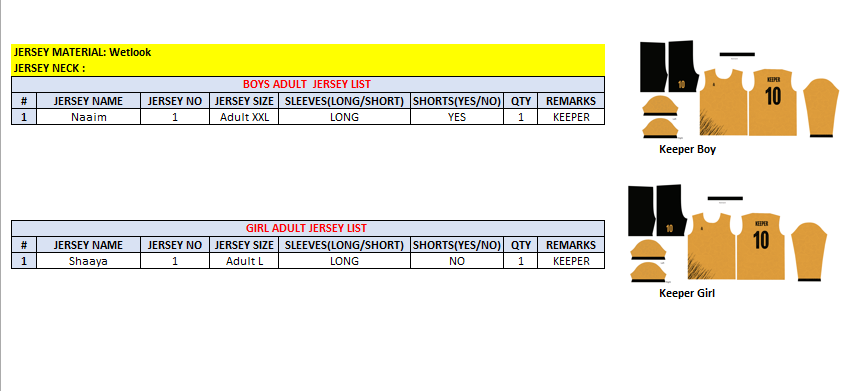 JERSEY MATERIAL: Wetlook
JERSEY NECK :
BOYS ADULT JERSEY LIST
# JERSEY NAME JERSEY NO JERSEY SIZE SLEEVES(LONG/SHORT) SHORTS(YES/NO) QTY REMARKS
1 Naaim 1 Adult XXL LONG YES 1 KEEPER
KEEPER
10
10
Keeper Boy
GIRL ADULT JERSEY LIST
# JERSEY NAME JERSEY NO JERSEY SIZE SLEEVES(LONG/SHORT) SHORTS(YES/NO) QTY REMARKS
1 Shaaya 1 Adult L LONG NO 1 KEEPER
KEEPER
10
10
Keeper Girl